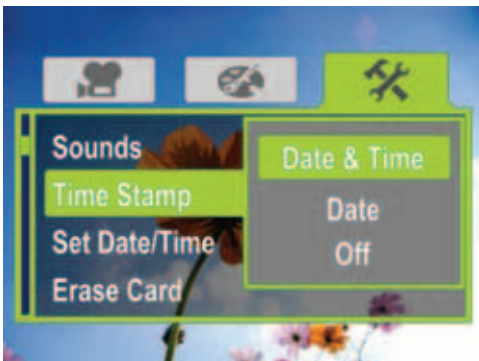 Sounds
Time Stamp
Set Date/Time
Erase Card
Date & Time
Date
Off